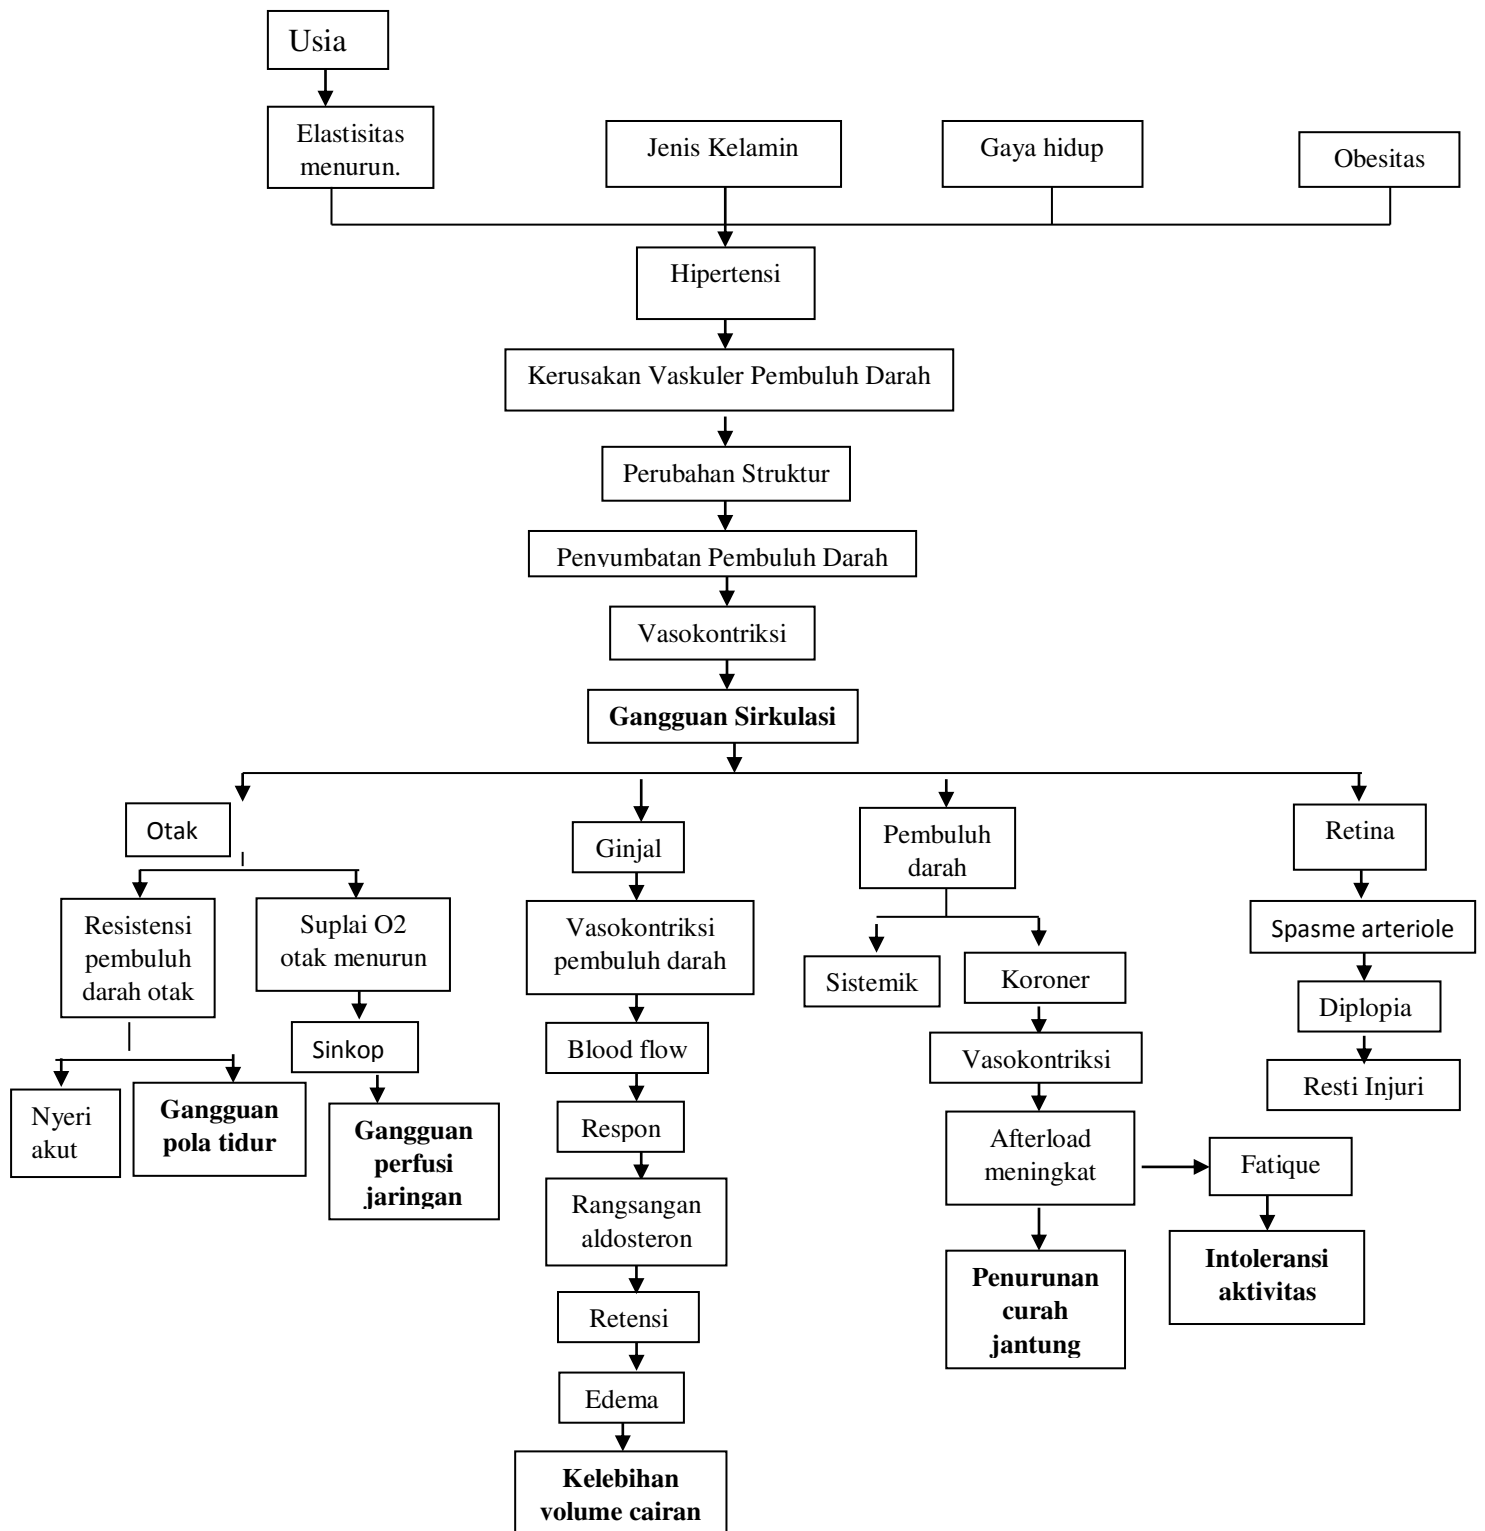 Usia
Elastisitas
menurun.
Jenis Kelamin
Gaya hidup
Obesitas
Hipertensi
Kerusakan Vaskuler Pembuluh Darah
Perubahan Struktur
Penyumbatan Pembuluh Darah
Vasokontriksi
Gangguan Sirkulasi
Otak
Ginjal
Pembuluh
darah
Retina
Resistensi
pembuluh
darah otak
Suplai O2
otak menurun
Vasokontriksi
pembuluh darah
Sistemik
Koroner
Spasme arteriole
Diplopia
Sinkop
Blood flow
Vasokontriksi
Resti Injuri
Nyeri
akut
Gangguan
pola tidur
Gangguan
perfusi
jaringan
Respon
Afterload
meningkat
Fatique
Rangsangan
aldosteron
Penurunan
curah
jantung
Intoleransi
aktivitas
Retensi
Edema
Kelebihan
volume cairan